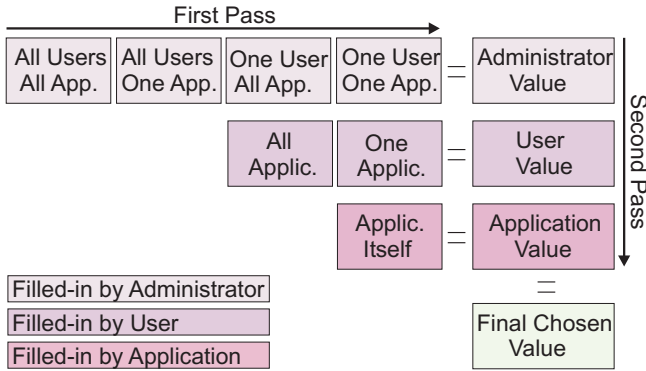 First Pass
All Users
All App.
All Users
One App.
One User
All App.
One User
One App.
=
Administrator
Value
Second Pass
All
Applic.
One
Applic.
=
User
Value
Applic.
Itself
=
Application
Value
=
Filled-in by Administrator
Filled-in by User
Filled-in by Application
Final Chosen
Value